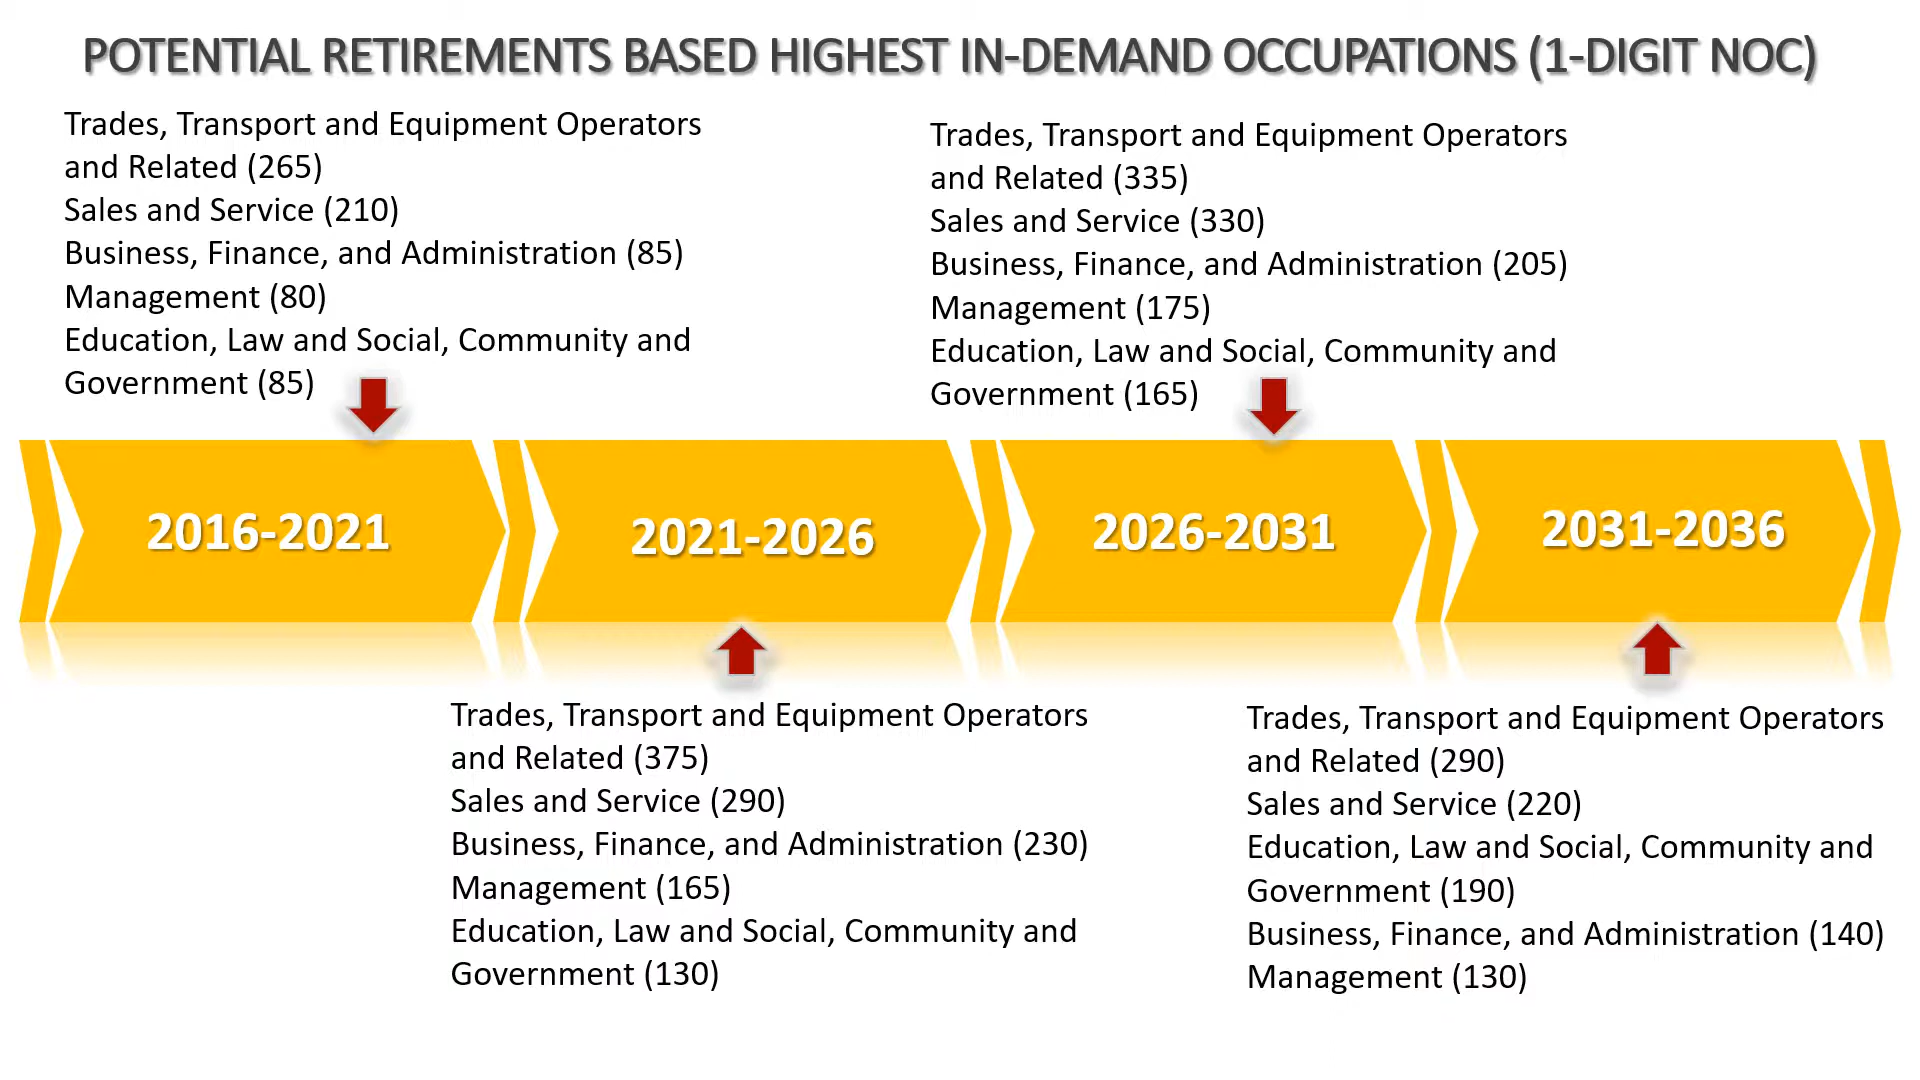 POTENTIAL RETIREMENTS BASED HIGHEST IN-DEMAND OCCUPATIONS (1-DIGIT NOC)
Trades, Transport and Equipment Operators
and Related (265)
Sales and Service (210)
Business, Finance, and Administration (85)
Management (80)
Education, Law and Social, Community and
Government (85)
Trades, Transport and Equipment Operators
and Related (335)
Sales and Service (330)
Business, Finance, and Administration (205)
Management (175)
Education, Law and Social, Community and
Government (165)
2016-2021
2021-2026
2026-2031
2031-2036
Trades, Transport and Equipment Operators
and Related (375)
Sales and Service (290)
Business, Finance, and Administration (230)
Management (165)
Education, Law and Social, Community and
Government (130)
Trades, Transport and Equipment Operators
and Related (290)
Sales and Service (220)
Education, Law and Social, Community and
Government (190)
Business, Finance, and Administration (140)
Management (130)